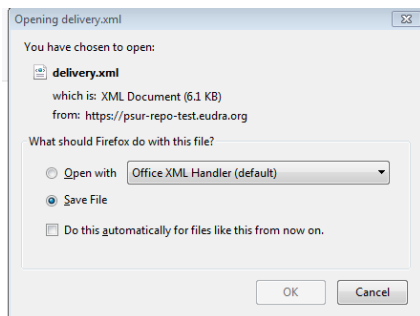 Opening delivery.xml
You have chosen to open:
delivery.xml
which is: XML Document (6.1 KB)
from: https://psur-repo-test.eudra.org
What should Firefox do with this file?
Open with Office XML Handler (default)
Save File
Do this automatically for files like this from now on.
OK Cancel